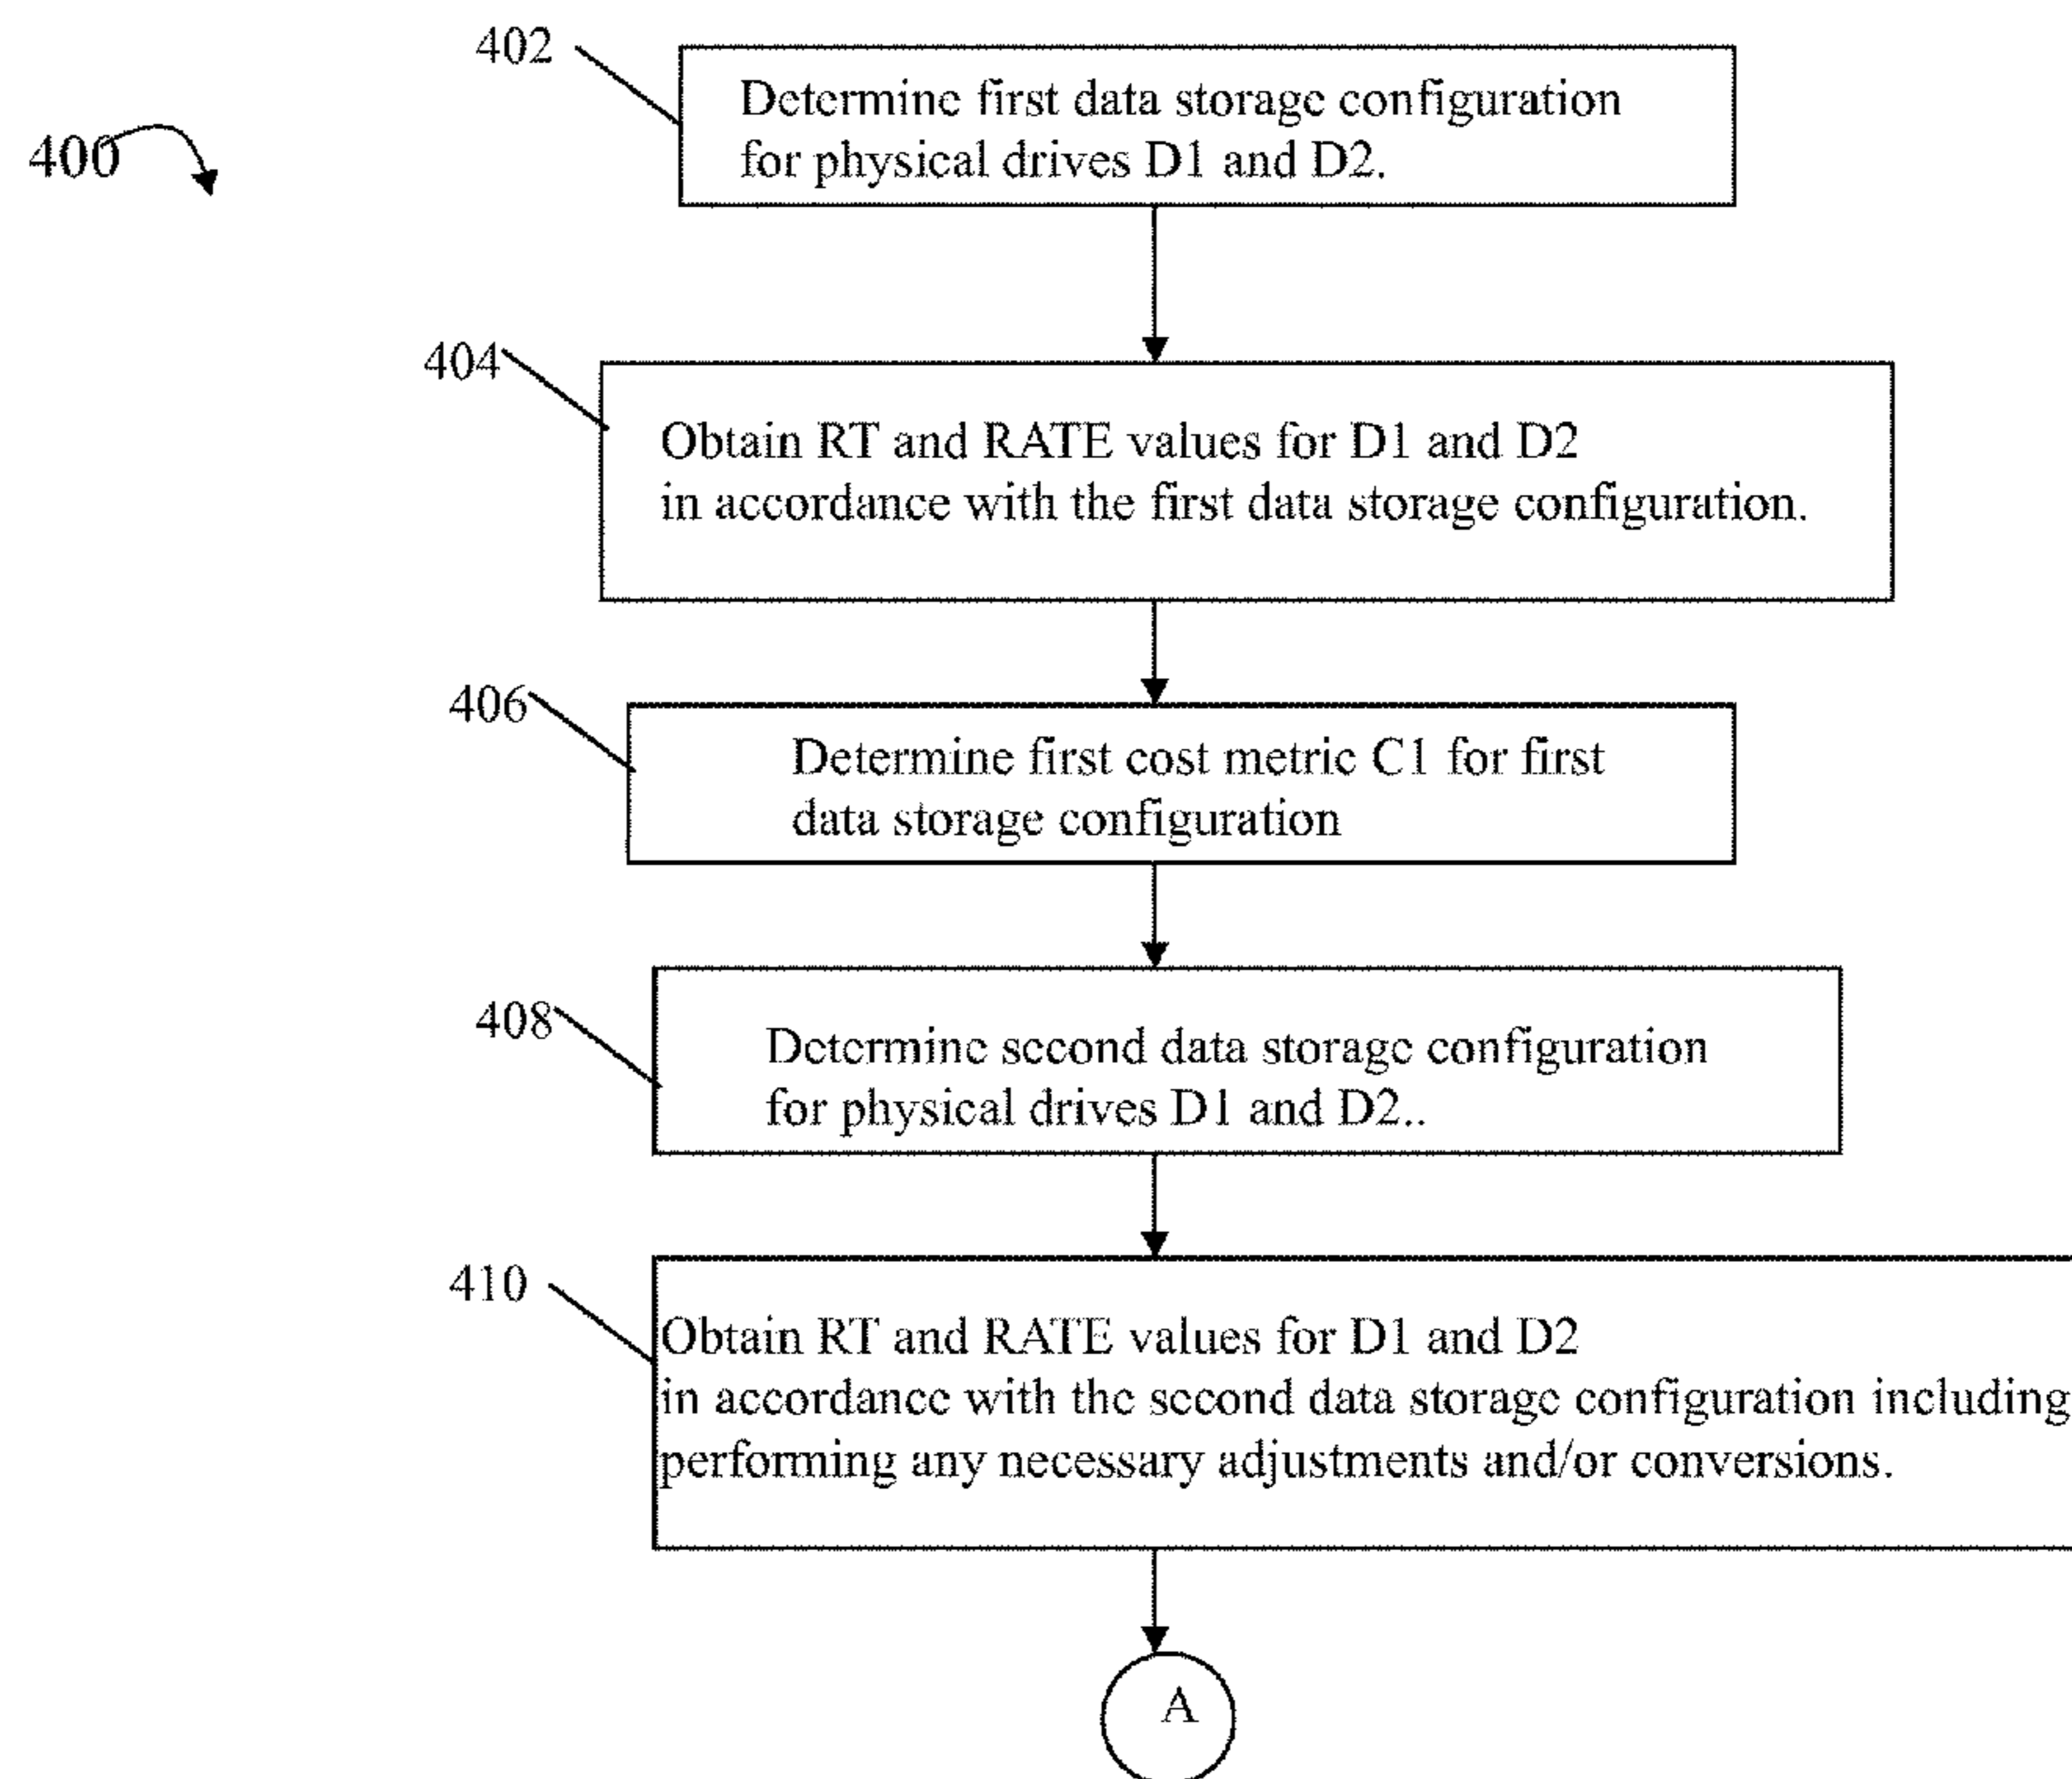 402
Determine first data storage configuration
for physical drives D1 and D2.
400
404
Obtain RT and RATE values for D1 and D2
in accordance with the first data storage configuration.
406
Determine first cost metric C1 for first
data storage configuration
408
Determine second data storage configuration
for physical drives D1 and D2..
410
Obtain RT and RATE values for D1 and D2
in accordance with the second data storage configuration including
performing any necessary adjustments and/or conversions.
A